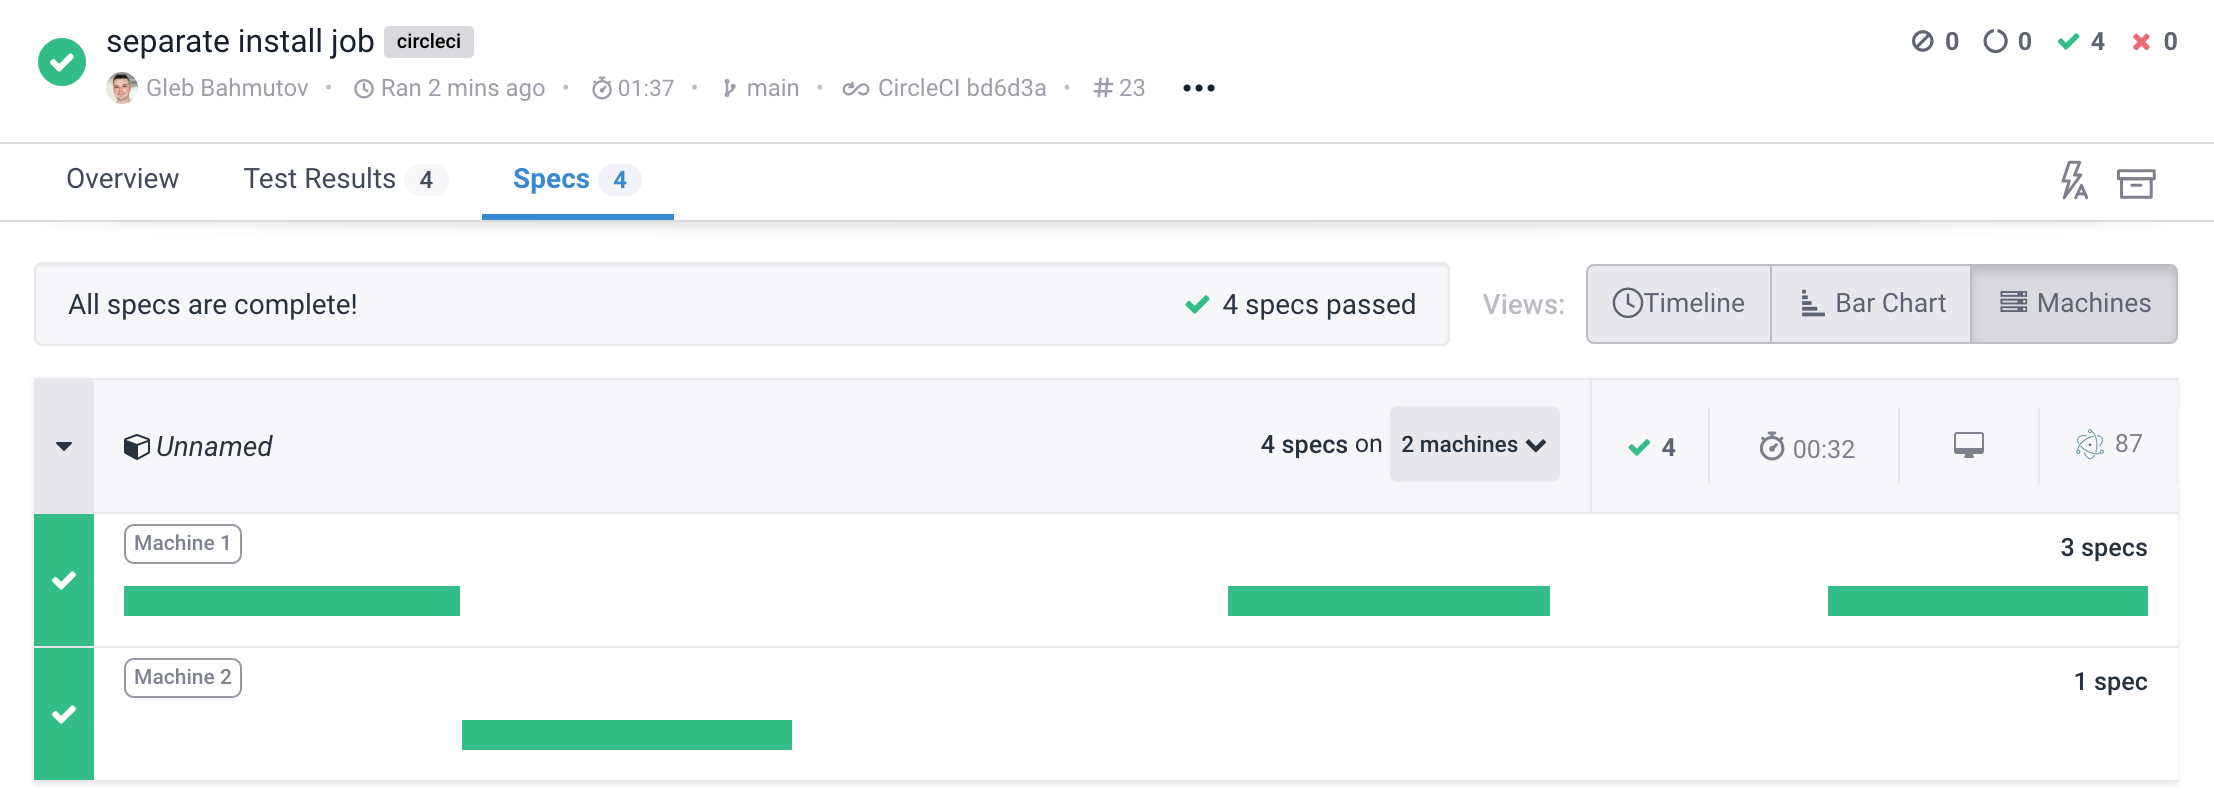 separate install job circleci 0 0 4 0
Gleb Bahmutov • Ran 2 mins ago • 01:37 • main • CircleCI bd6d3a • # 23 •••
Overview Test Results 4 Specs 4
All specs are complete! 4 specs passed Views: Timeline Bar Chart Machines
Unnamed 4 specs on 2 machines 4 00:32 87
Machine 1 3 specs
Machine 2 1 spec